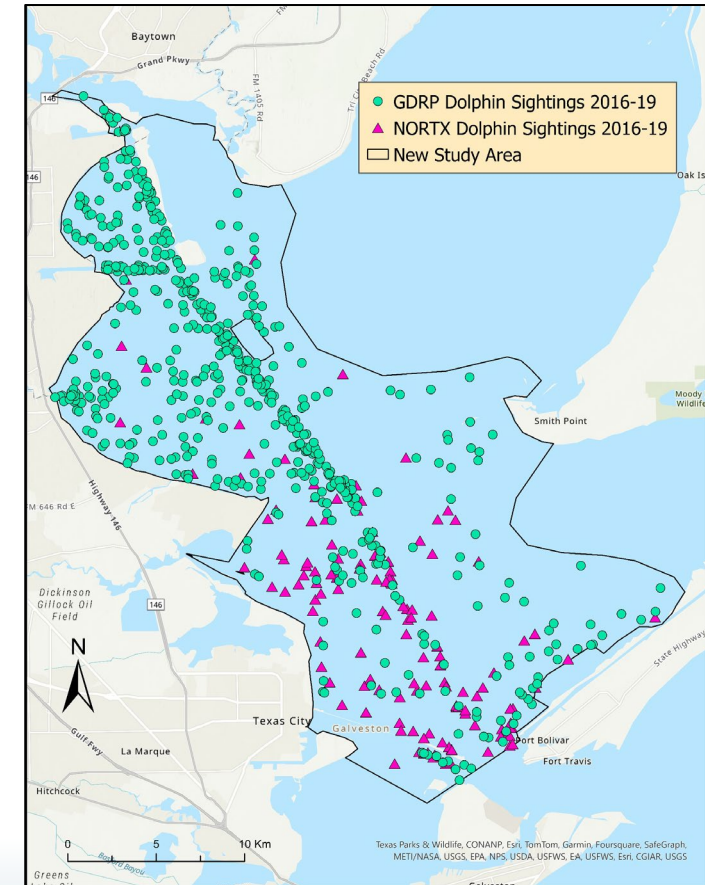 Baytown
Grand Pkwy
FM
FM 1405 Rd
Tri City Beach Rd
146
GDRP Dolphin Sightings 2016-19
NORTX Dolphin Sightings 2016-19
New Study Area
146
Oak Is
Moody
Wildlife
Smith Point
Highway 146
M 646 Rd E
Dickinson
Gillock Oil
Field
146
State Highway
N
Texas City
Galveston
Port Bolivar
Gulf Fwy
La Marque
Fort Travis
Hitchcock
0 5 10 Km
Texas Parks & Wildlife, CONANP, Esri, TomTom, Garmin, Foursquare, SafeGraph,
METI/NASA, USGS, EPA, NPS, USDA, USFWS, EA, USFWS, Esri, CGIAR, USGS
Bayou
Greens
Galveston